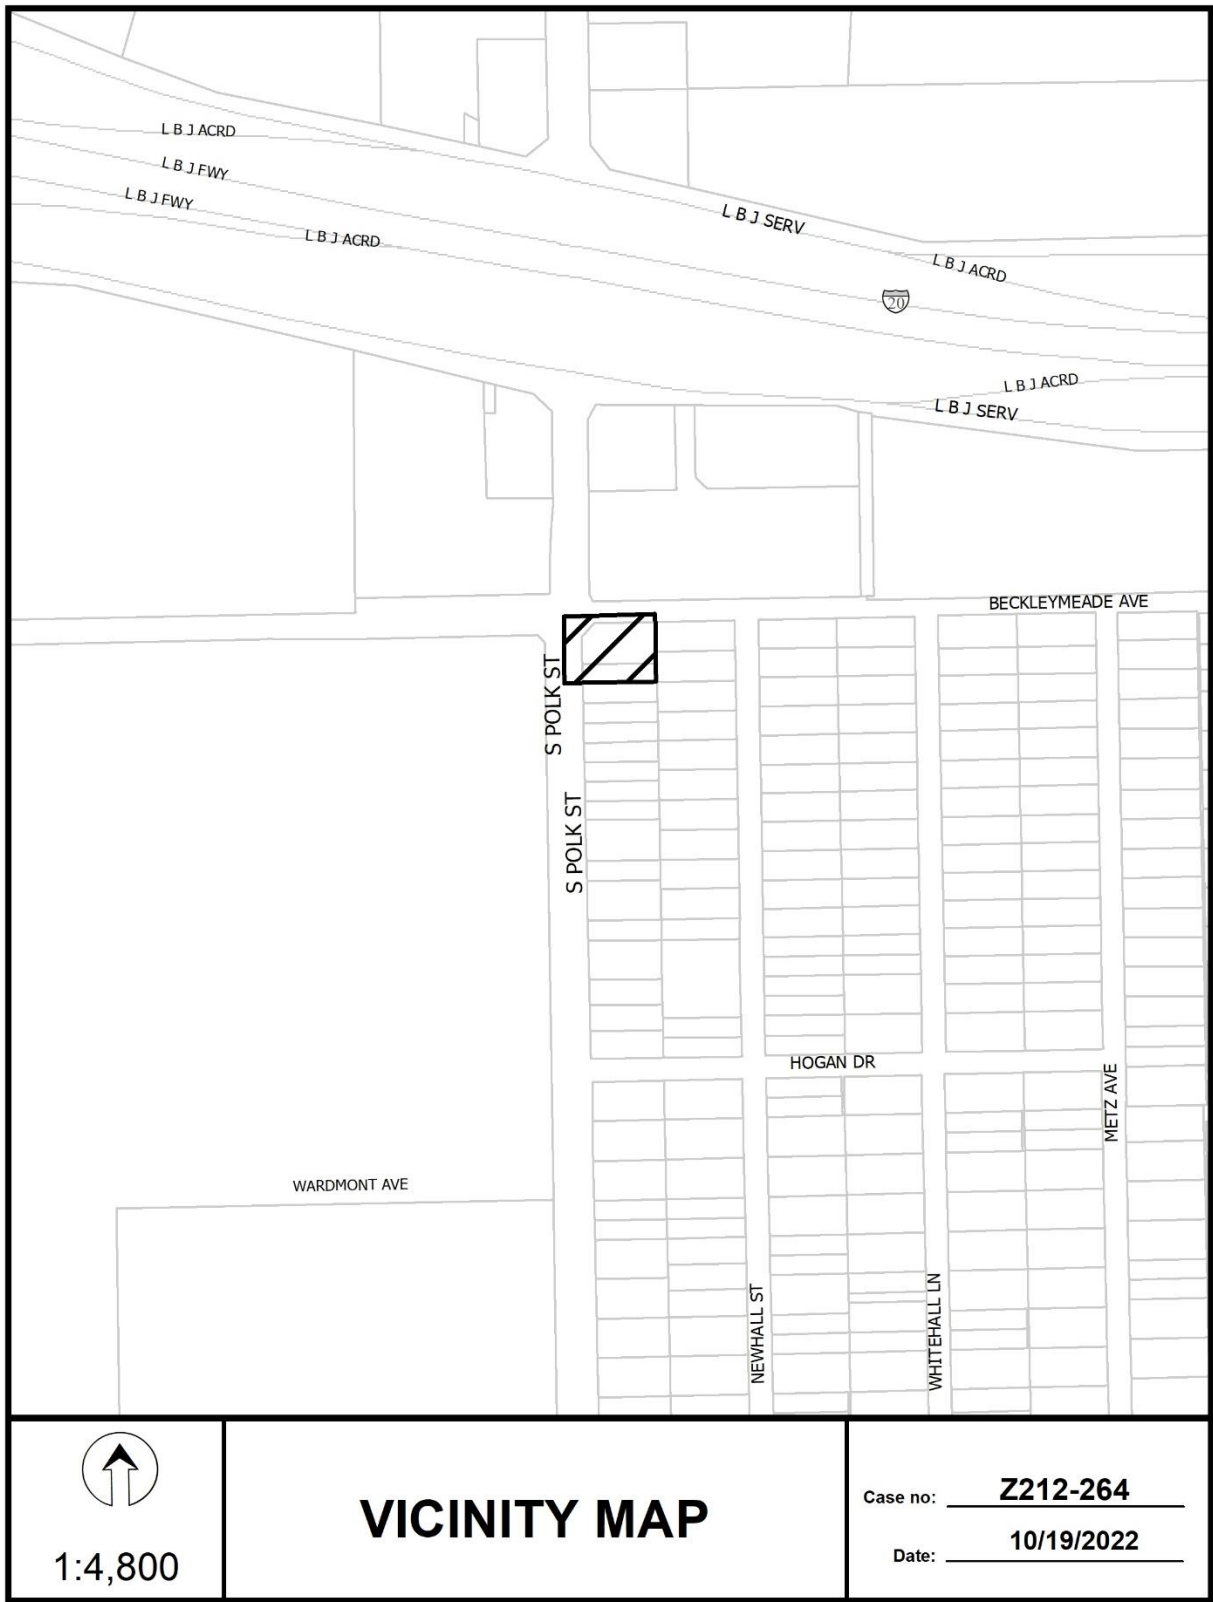 L B J ACRD
L B J FWY
L B J FWY
L B J SERV
L B J ACRD
L B J ACRD
20
L B J ACRD
L B J SERV
BECKLEYMEADE AVE
S POLK ST
S POLK ST
HOGAN DR
METZ AVE
WARDMONT AVE
NEWHALL ST
WHITEHALL LN
1:4,800
VICINITY MAP
Case no: Z212-264
Date: 10/19/2022